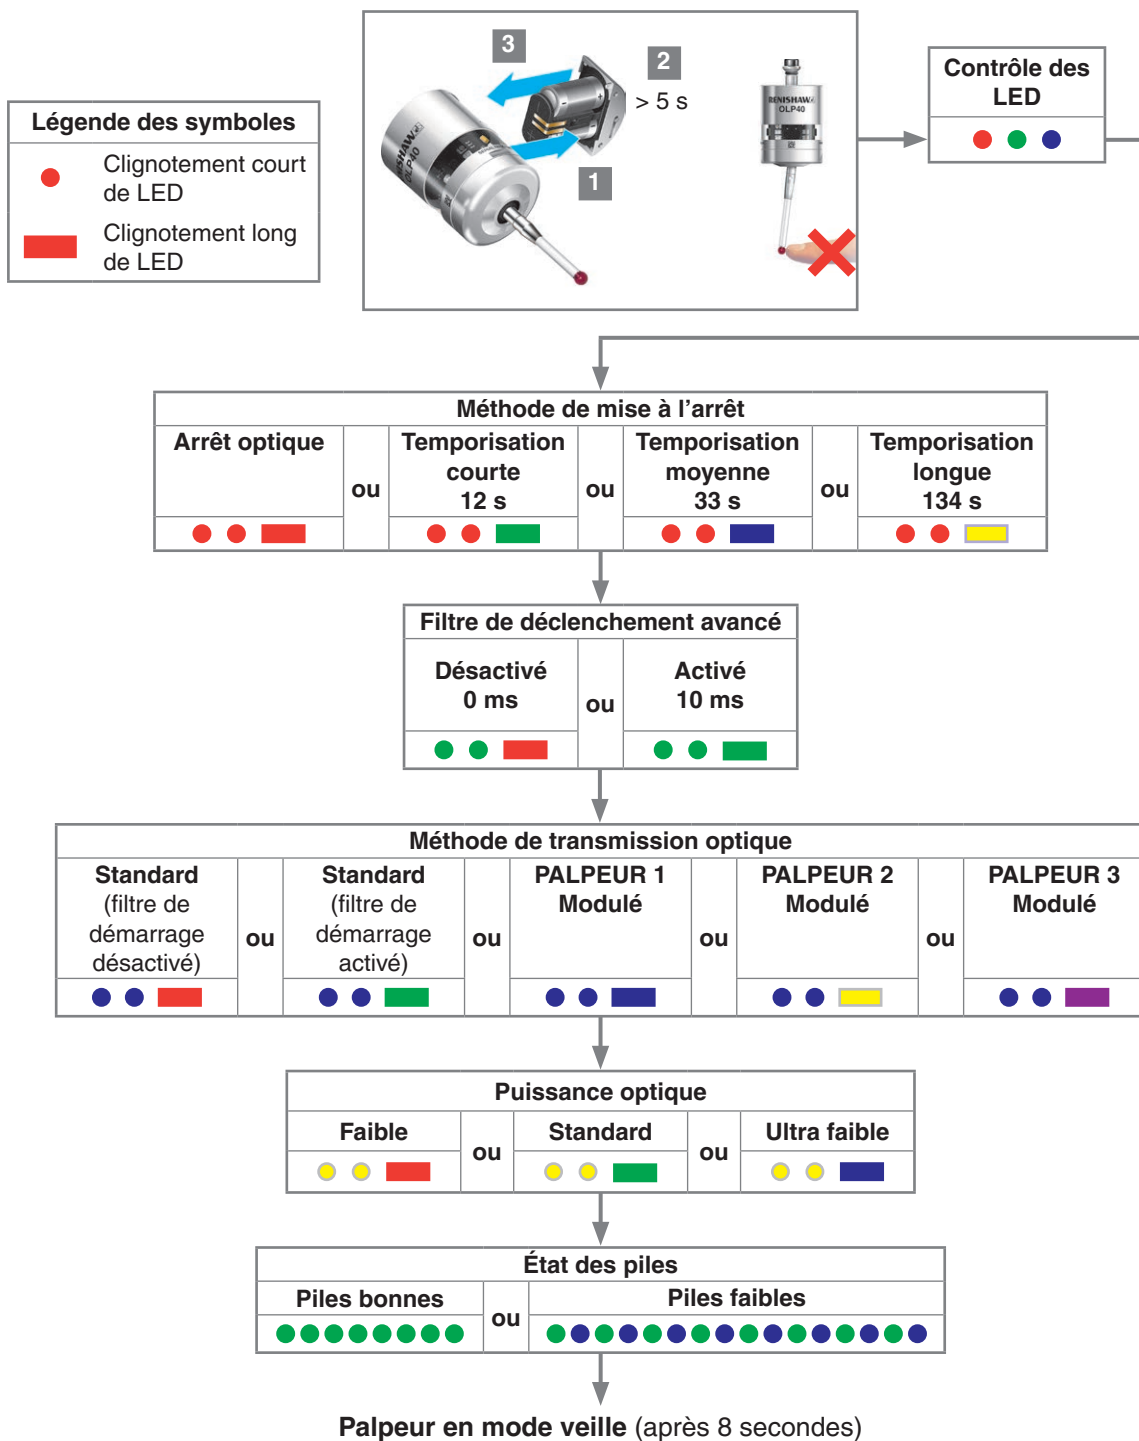 3
2
> 5 s
1
RENISHAW
OLP40
RENISHAW
OLP40
Contrôle des
LED
Légende des symboles
Clignotement court
de LED
Clignotement long
de LED
Méthode de mise à l'arrêt
Arrêt optique
ou
Temporisation
courte
12 s
ou
Temporisation
moyenne
33 s
ou
Temporisation
longue
134 s
Filtre de déclenchement avancé
Désactivé
0 ms
ou
Activé
10 ms
Méthode de transmission optique
Standard
(filtre de
démarrage
désactivé)
ou
Standard
(filtre de
démarrage
activé)
ou
PALPEUR 1
Modulé
ou
PALPEUR 2
Modulé
ou
PALPEUR 3
Modulé
Puissance optique
Faible
ou
Standard
ou
Ultra faible
État des piles
Piles bonnes
ou
Piles faibles
Palpeur en mode veille (après 8 secondes)